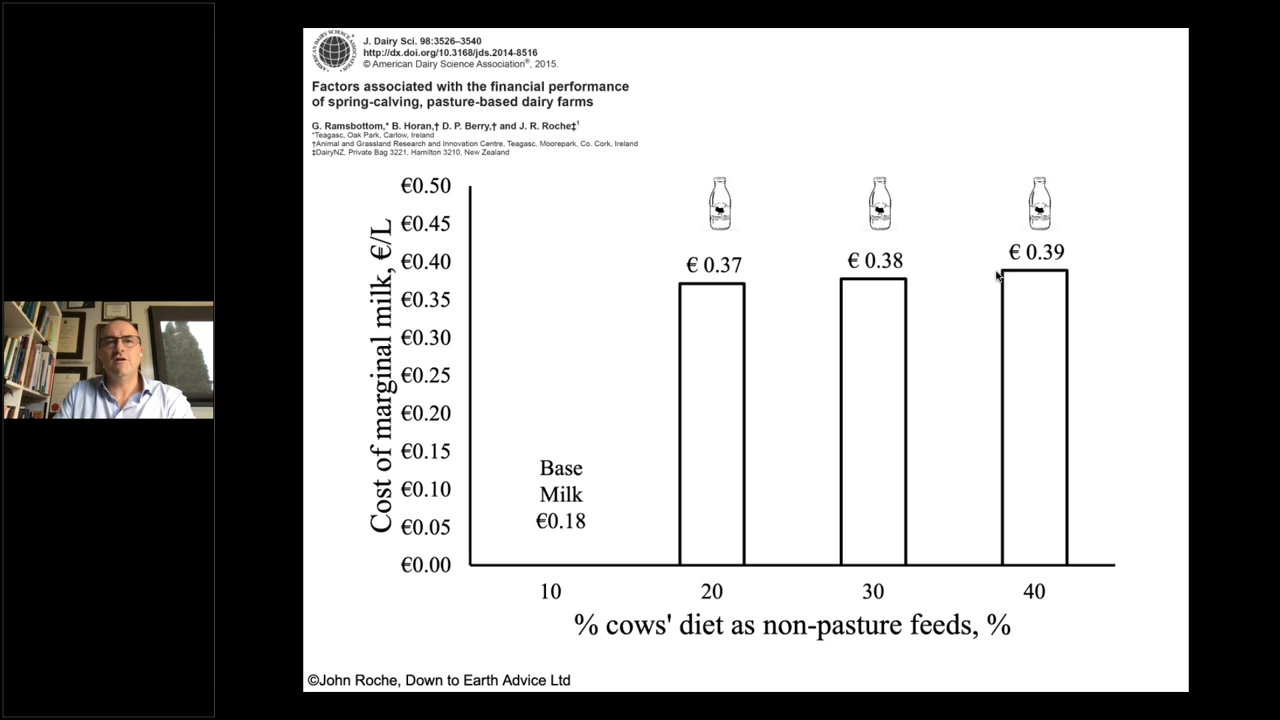 J. Dairy Sci. 98:3526–3540
http://dx.doi.org/10.3168/jds.2014-8516
© American Dairy Science Association®, 2015.
Factors associated with the financial performance
of spring-calving, pasture-based dairy farms
G. Ramsbottom,* B. Horan,† D. P. Berry,† and J. R. Roche‡¹
*Teagasc, Oak Park, Carlow, Ireland
†Animal and Grassland Research and Innovation Centre, Teagasc, Moorepark, Co. Cork, Ireland
‡DairyNZ, Private Bag 3221, Hamilton 3210, New Zealand
Cost of marginal milk, €/L
€0.50
€0.45
€0.40
€0.35
€0.30
€0.25
€0.20
€0.15
€0.10
€0.05
€0.00
Base
Milk
€0.18
€ 0.37
€ 0.38
€ 0.39
10 20 30 40
% cows' diet as non-pasture feeds, %
©John Roche, Down to Earth Advice Ltd